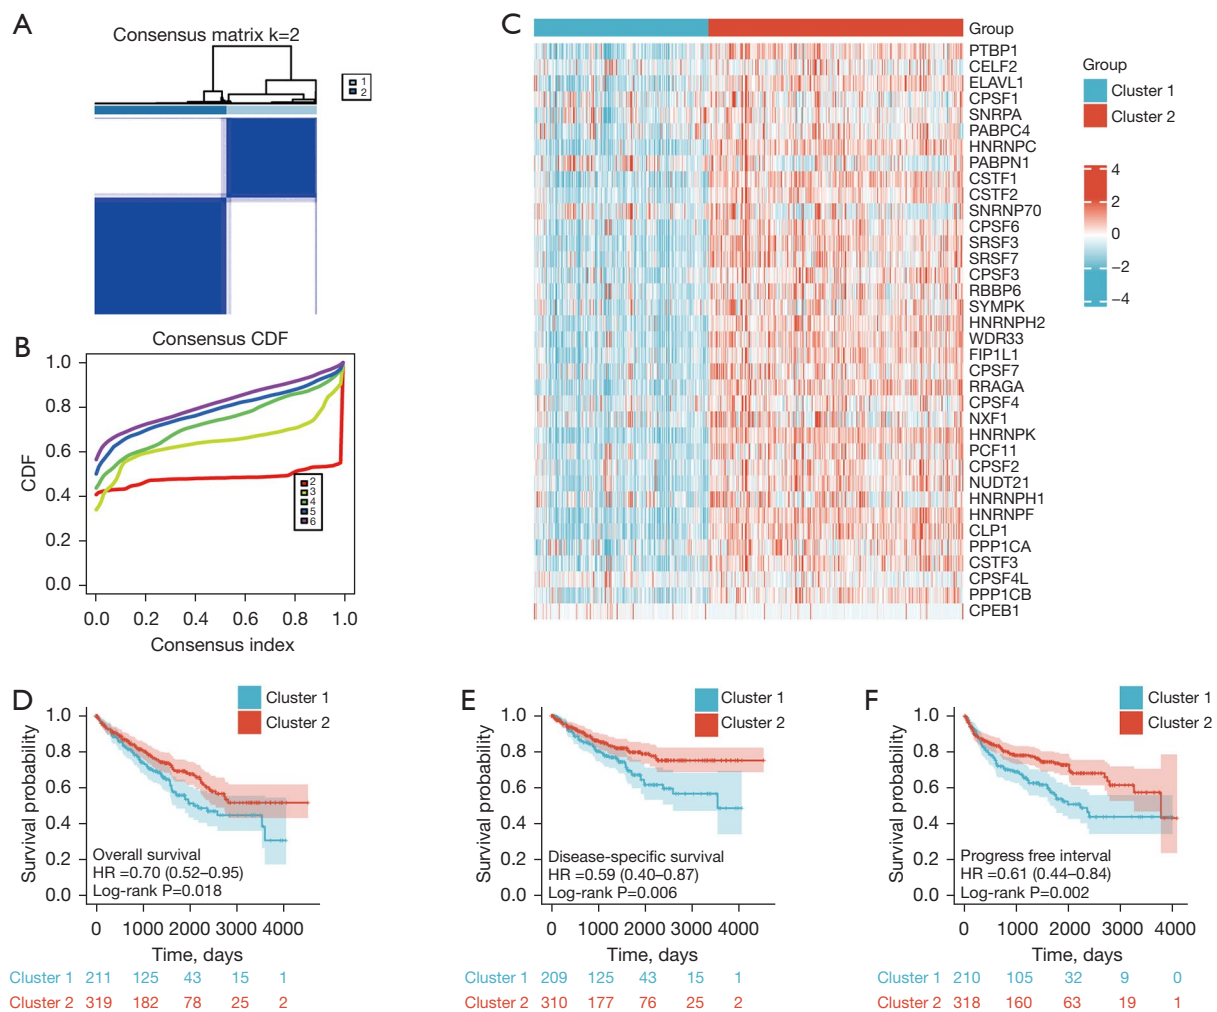 A
Consensus matrix k=2
1
2
B
Consensus CDF
CDF
1.0
0.8
0.6
0.4
0.2
0.0
2
3
4
5
6
0.0 0.2 0.4 0.6 0.8 1.0
Consensus index
C
Group
PTBP1
CELF2
ELAVL1
CPSF1
SNRPA
PABPC4
HNRNPC
PABPN1
CSTF1
CSTF2
SNRNP70
CPSF6
SRSF3
SRSF7
CPSF3
RBBP6
SYMPK
HNRNPH2
WDR33
FIP1L1
CPSF7
RRAGA
CPSF4
NXF1
HNRNPK
PCF11
CPSF2
NUDT21
HNRNPH1
HNRNPF
CLP1
PPP1CA
CSTF3
CPSF4L
PPP1CB
CPEB1
Group
Cluster 1
Cluster 2
4
2
0
−2
−4
D
Cluster 1
Cluster 2
Survival probability
1.0
0.8
0.6
0.4
0.2
0.0
Overall survival
HR =0.70 (0.52–0.95)
Log-rank P=0.018
0 1000 2000 3000 4000
Time, days
Cluster 1 211 125 43 15 1
Cluster 2 319 182 78 25 2
E
Cluster 1
Cluster 2
Survival probability
1.0
0.8
0.6
0.4
0.2
0.0
Disease-specific survival
HR =0.59 (0.40–0.87)
Log-rank P=0.006
0 1000 2000 3000 4000
Time, days
Cluster 1 209 125 43 15 1
Cluster 2 310 177 76 25 2
F
Cluster 1
Cluster 2
Survival probability
1.0
0.8
0.6
0.4
0.2
0.0
Progress free interval
HR =0.61 (0.44–0.84)
Log-rank P=0.002
0 1000 2000 3000 4000
Time, days
Cluster 1 210 105 32 9 0
Cluster 2 318 160 63 19 1